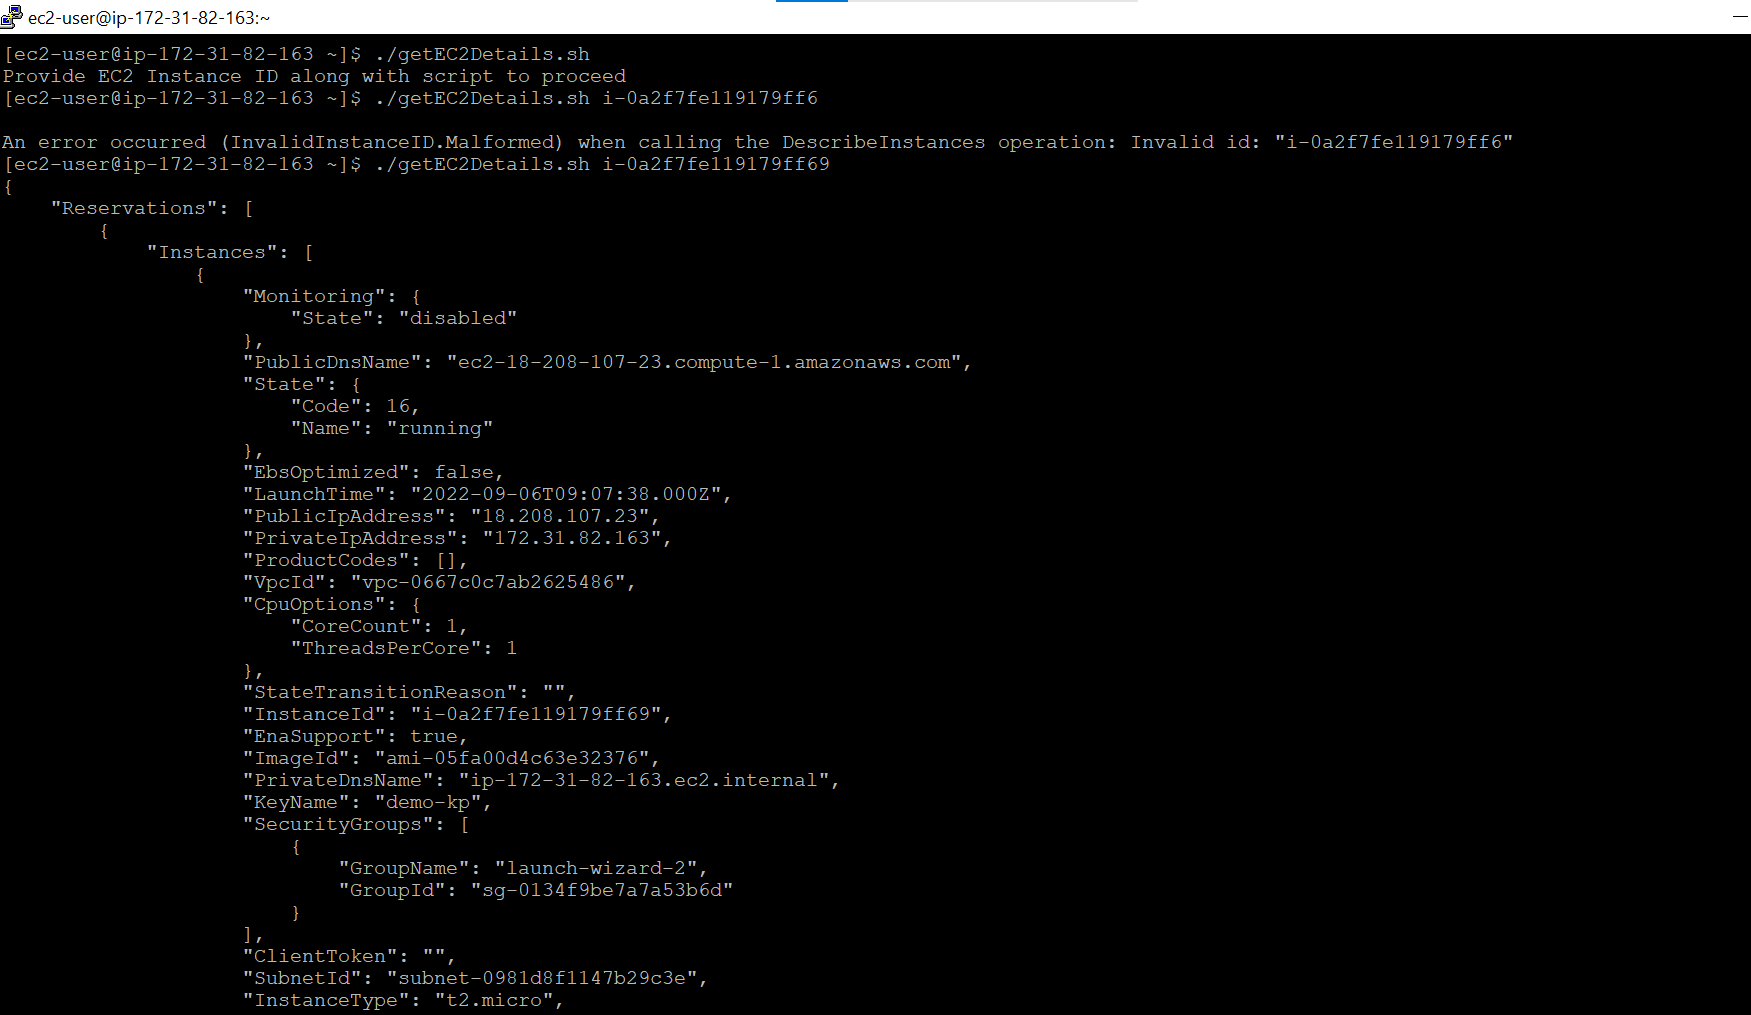 ec2-user@ip-172-31-82-163:~
[ec2-user@ip-172-31-82-163 ~]$ ./getEC2Details.sh
Provide EC2 Instance ID along with script to proceed
[ec2-user@ip-172-31-82-163 ~]$ ./getEC2Details.sh i-0a2f7fe119179ff6
An error occurred (InvalidInstanceID.Malformed) when calling the DescribeInstances operation: Invalid id: "i-0a2f7fe119179ff6"
[ec2-user@ip-172-31-82-163 ~]$ ./getEC2Details.sh i-0a2f7fe119179ff69
{
    "Reservations": [
        {
            "Instances": [
                {
                    "Monitoring": {
                        "State": "disabled"
                    },
                    "PublicDnsName": "ec2-18-208-107-23.compute-1.amazonaws.com",
                    "State": {
                        "Code": 16,
                        "Name": "running"
                    },
                    "EbsOptimized": false,
                    "LaunchTime": "2022-09-06T09:07:38.000Z",
                    "PublicIpAddress": "18.208.107.23",
                    "PrivateIpAddress": "172.31.82.163",
                    "ProductCodes": [],
                    "VpcId": "vpc-0667c0c7ab2625486",
                    "CpuOptions": {
                        "CoreCount": 1,
                        "ThreadsPerCore": 1
                    },
                    "StateTransitionReason": "",
                    "InstanceId": "i-0a2f7fe119179ff69",
                    "EnaSupport": true,
                    "ImageId": "ami-05fa00d4c63e32376",
                    "PrivateDnsName": "ip-172-31-82-163.ec2.internal",
                    "KeyName": "demo-kp",
                    "SecurityGroups": [
                        {
                            "GroupName": "launch-wizard-2",
                            "GroupId": "sg-0134f9be7a7a53b6d"
                        }
                    ],
                    "ClientToken": "",
                    "SubnetId": "subnet-0981d8f1147b29c3e",
                    "InstanceType": "t2.micro",